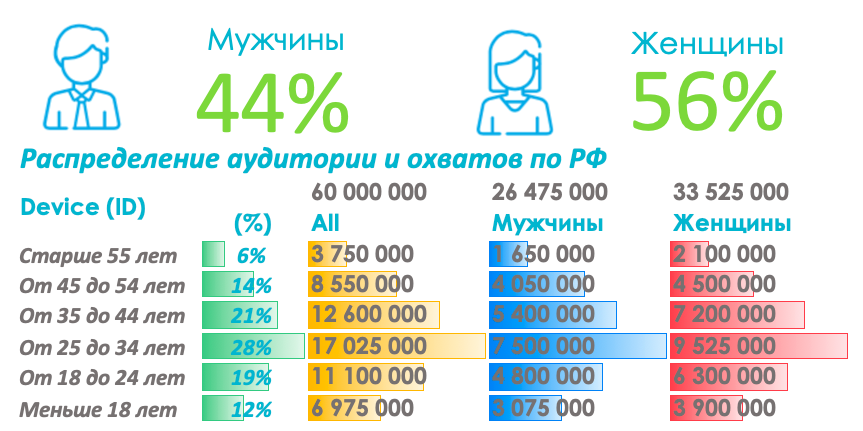 Мужчины
44%
Женщины
56%
Распределение аудитории и охватов по РФ
60 000 000 26 475 000 33 525 000
Device (ID) (%) All Мужчины Женщины
Старше 55 лет 6% 3 750 000 1 650 000 2 100 000
От 45 до 54 лет 14% 8 550 000 4 050 000 4 500 000
От 35 до 44 лет 21% 12 600 000 5 400 000 7 200 000
От 25 до 34 лет 28% 17 025 000 7 500 000 9 525 000
От 18 до 24 лет 19% 11 100 000 4 800 000 6 300 000
Меньше 18 лет 12% 6 975 000 3 075 000 3 900 000